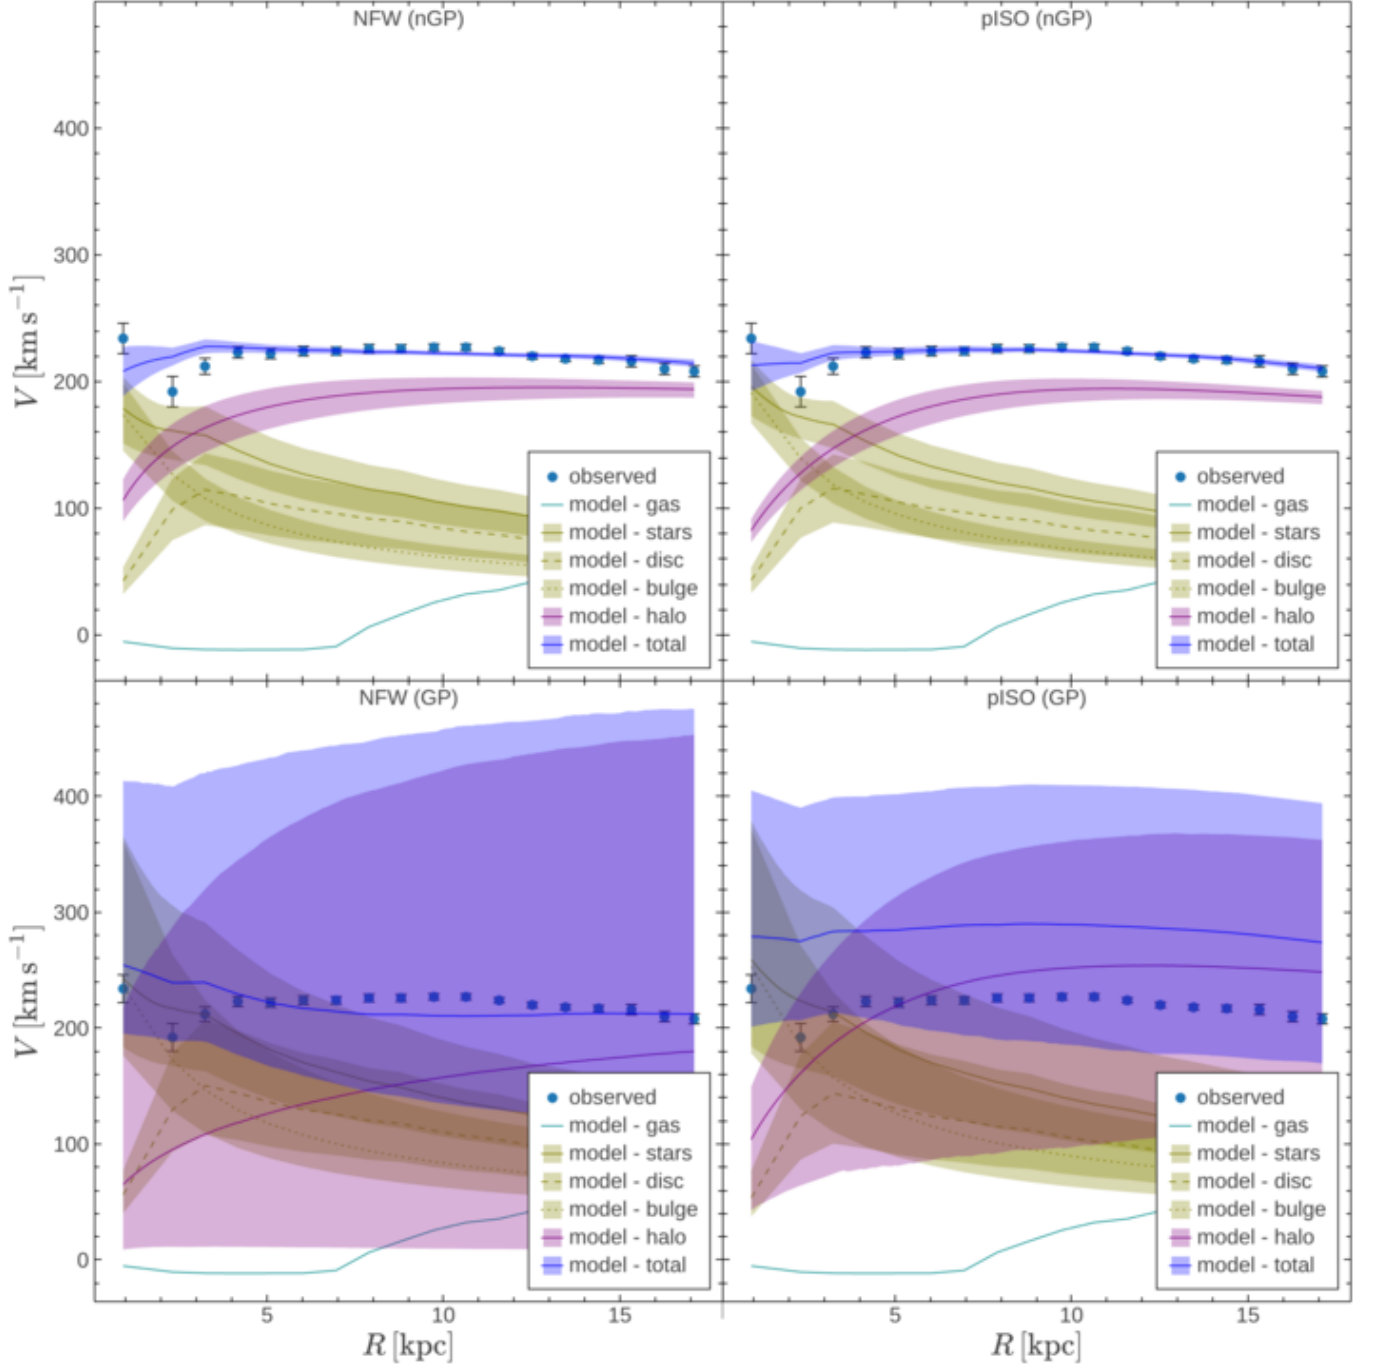 NFW (nGP)
pISO (nGP)
400
300
200
100
0
V [km s⁻¹]
observed
model - gas
model - stars
model - disc
model - bulge
model - halo
model - total
observed
model - gas
model - stars
model - disc
model - bulge
model - halo
model - total
NFW (GP)
pISO (GP)
400
300
200
100
0
V [km s⁻¹]
observed
model - gas
model - stars
model - disc
model - bulge
model - halo
model - total
observed
model - gas
model - stars
model - disc
model - bulge
model - halo
model - total
5 10 15
5 10 15
R [kpc]
R [kpc]